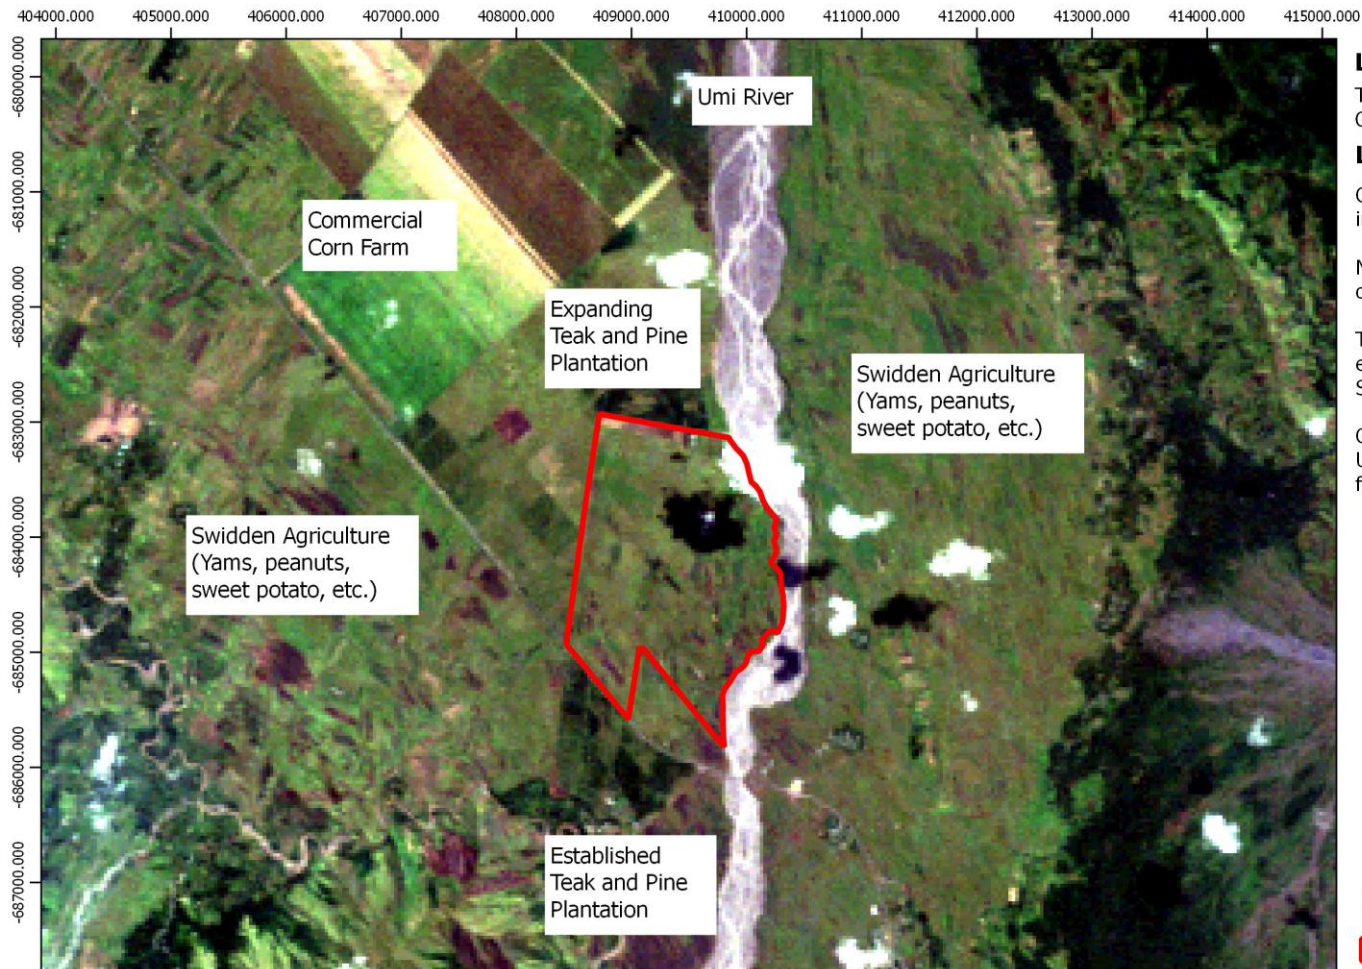 404000.000 405000.000 406000.000 407000.000 408000.000 409000.000 410000.000 411000.000 412000.000 413000.000 414000.000 415000.000
-680000.000
-681000.000
-682000.000
-683000.000
-684000.000
-685000.000
-686000.000
-687000.000
Umi River
Commercial
Corn Farm
Expanding
Teak and Pine
Plantation
Swidden Agriculture
(Yams, peanuts,
sweet potato, etc.)
Swidden Agriculture
(Yams, peanuts,
sweet potato, etc.)
Established
Teak and Pine
Plantation